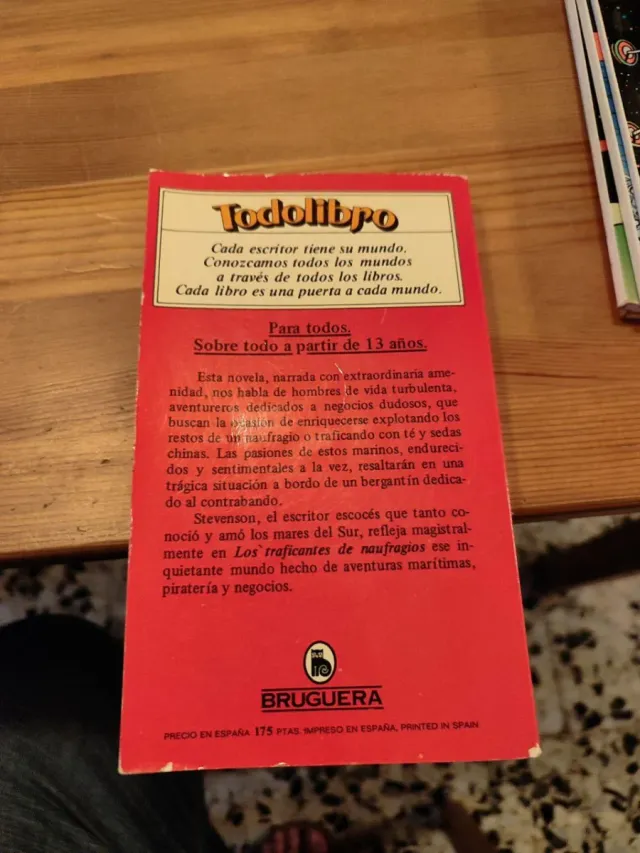 Todolibro
Cada escritor tiene su mundo.
Conozcamos todos los mundos
a través de todos los libros.
Cada libro es una puerta a cada mundo.
Para todos.
Sobre todo a partir de 13 años.
Esta novela, narrada con extraordinaria ame-
nidad, nos habla de hombres de vida turbulenta,
aventureros dedicados a negocios dudosos, que
buscan la ocasión de enriquecerse explotando los
restos de un naufragio o traficando con té y sedas
chinas. Las pasiones de estos marinos, endureci-
dos y sentimentales a la vez, resaltarán en una
trágica situación a bordo de un bergantín dedica-
do al contrabando.
Stevenson, el escritor escocés que tanto co-
noció y amó los mares del Sur, refleja magistral-
mente en Los traficantes de naufragios ese in-
quietante mundo hecho de aventuras marítimas,
piratería y negocios.
BRUGUERA
PRECIO EN ESPAÑA 175 PTAS. IMPRESO EN ESPAÑA, PRINTED IN SPAIN